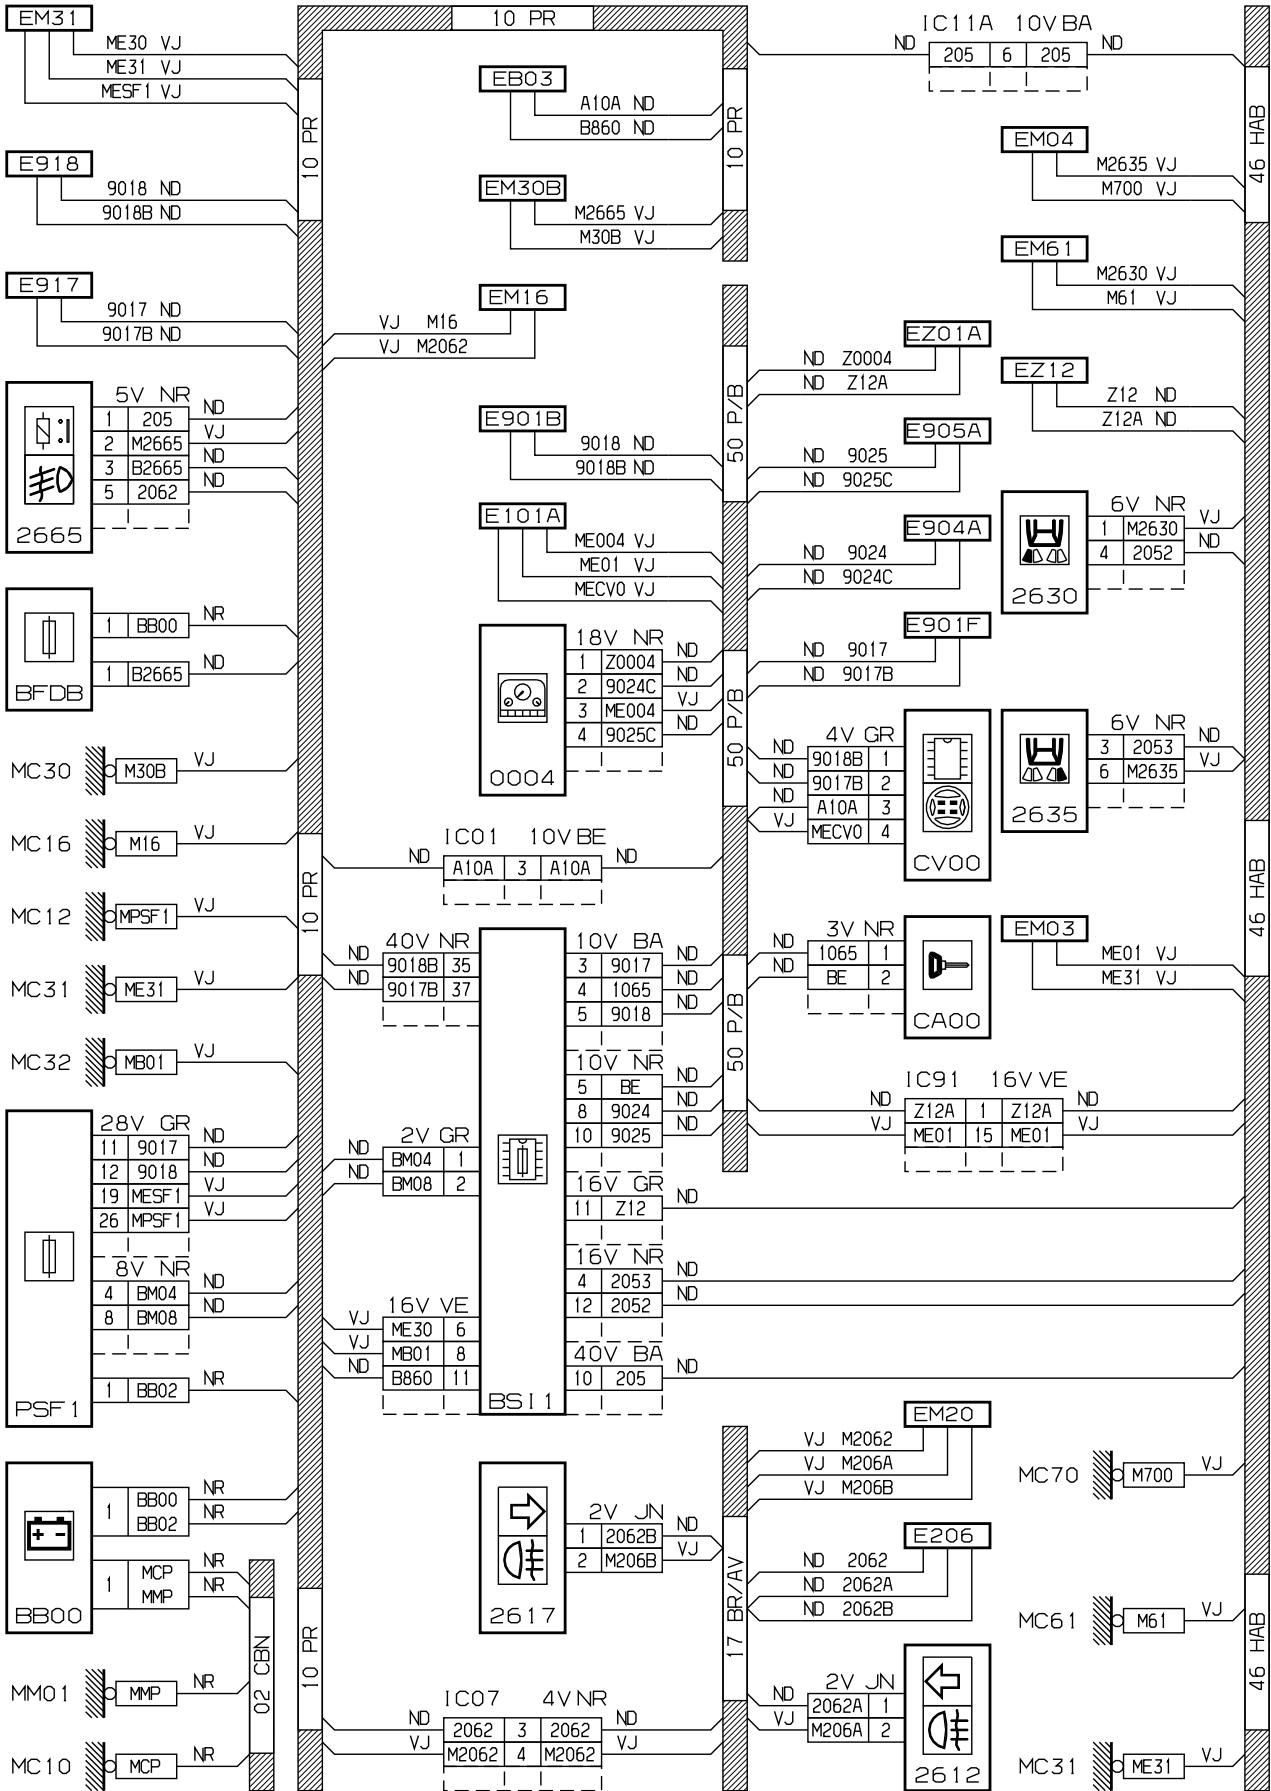 EM31
ME30 VJ
ME31 VJ
MESF1 VJ
E918
9018 ND
9018B ND
E917
9017 ND
9017B ND
5V NR
1 205 ND
2 M2665 VJ
3 B2665 ND
5 2062 ND
2665
1 BB00 NR
1 B2665 ND
BFDB
MC30 M30B VJ
MC16 M16 VJ
MC12 MPSF1 VJ
MC31 ME31 VJ
MC32 MB01 VJ
28V GR
11 9017 ND
12 9018 ND
19 MESF1 VJ
26 MPSF1 VJ
8V NR
4 BM04 ND
8 BM08 ND
1 BB02 NR
PSF1
1 BB00 NR
BB02 NR
1 MCP NR
MMP NR
BB00
MM01 MMP NR
MC10 MCP NR
02 CBN
10 PR
10 PR
10 PR
10 PR
10 PR
EB03
A10A ND
B860 ND
EM30B
M2665 VJ
M30B VJ
EM16
VJ M16
VJ M2062
E901B
9018 ND
9018B ND
E101A
ME004 VJ
ME01 VJ
MECV0 VJ
18V NR
1 Z0004 ND
2 9024C ND
3 ME004 VJ
4 9025C ND
0004
IC01 10V BE
ND A10A 3 A10A ND
40V NR
ND 9018B 35
ND 9017B 37
10V BA
3 9017 ND
4 1065 ND
5 9018 ND
10V NR
5 BE ND
8 9024 ND
10 9025 ND
2V GR
ND BM04 1
ND BM08 2
16V GR
11 Z12 ND
16V NR
4 2053 ND
12 2052 ND
16V VE
VJ ME30 6
VJ MB01 8
ND B860 11
40V BA
10 205 ND
BSI1
2V JN
1 2062B ND
2 M206B VJ
2617
IC07 4V NR
ND 2062 3 2062 ND
VJ M2062 4 M2062 VJ
50 P/B
50 P/B
50 P/B
17 BR/AV
IC11A 10V BA
ND 205 6 205 ND
EM04
M2635 VJ
M700 VJ
EM61
M2630 VJ
M61 VJ
EZ01A
ND Z0004
ND Z12A
EZ12
Z12 ND
Z12A ND
E905A
ND 9025
ND 9025C
E904A
ND 9024
ND 9024C
6V NR
1 M2630 VJ
4 2052 ND
2630
E901F
ND 9017
ND 9017B
4V GR
ND 9018B 1
ND 9017B 2
ND A10A 3
VJ MECV0 4
CV00
6V NR
3 2053 ND
6 M2635 VJ
2635
3V NR
ND 1065 1
ND BE 2
CA00
EM03
ME01 VJ
ME31 VJ
IC91 16V VE
ND Z12A 1 Z12A ND
VJ ME01 15 ME01 VJ
EM20
VJ M2062
VJ M206A
VJ M206B
E206
ND 2062
ND 2062A
ND 2062B
2V JN
ND 2062A 1
VJ M206A 2
2612
MC70 M700 VJ
MC61 M61 VJ
MC31 ME31 VJ
46 HAB
46 HAB
46 HAB